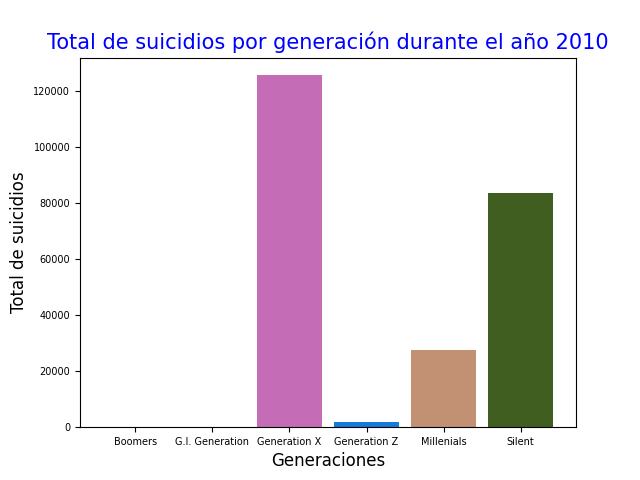 Total de suicidios por generación durante el año 2010
Total de suicidios
120000
100000
80000
60000
40000
20000
0
Boomers G.I. Generation Generation X Generation Z Millenials Silent
Generaciones